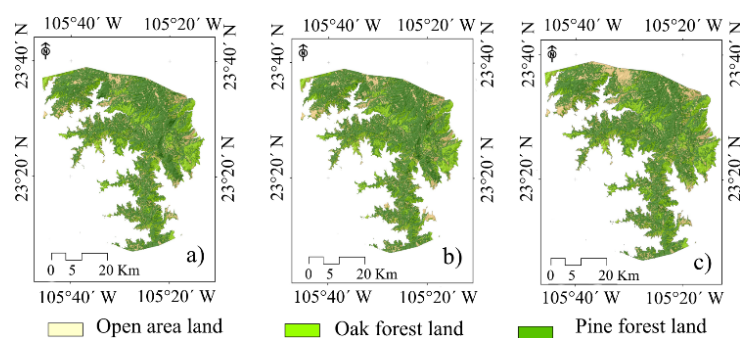 105°40′ W 105°20′ W 105°40′ W 105°20′ W 105°40′ W 105°20′ W
23°40′ N 23°40′ N 23°40′ N 23°40′ N 23°40′ N 23°40′ N
23°20′ N 23°20′ N 23°20′ N 23°20′ N 23°20′ N 23°20′ N
a) b) c)
0 5 20 Km 0 5 20 Km 0 5 20 Km
105°40′ W 105°20′ W 105°40′ W 105°20′ W 105°40′ W 105°20′ W
Open area land Oak forest land Pine forest land